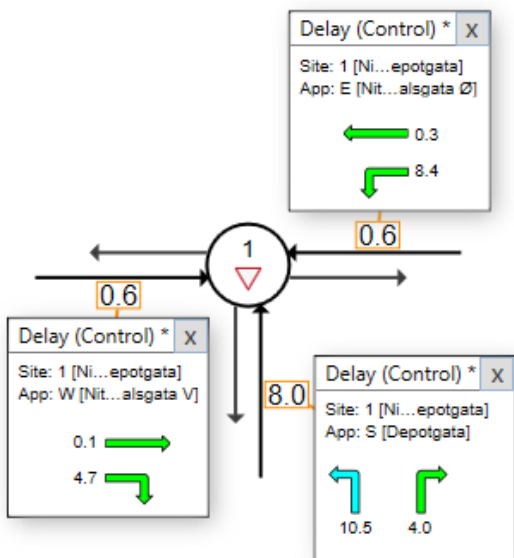 Delay (Control) * x
Site: 1 [Ni...epotgata]
App: E [Nit...alsgata Ø]
0.3
8.4
1
0.6
0.6
Delay (Control) * x
Site: 1 [Ni...epotgata]
App: W [Nit...alsgata V]
0.1
4.7
8.0
Delay (Control) * x
Site: 1 [Ni...epotgata]
App: S [Depotgata]
10.5 4.0